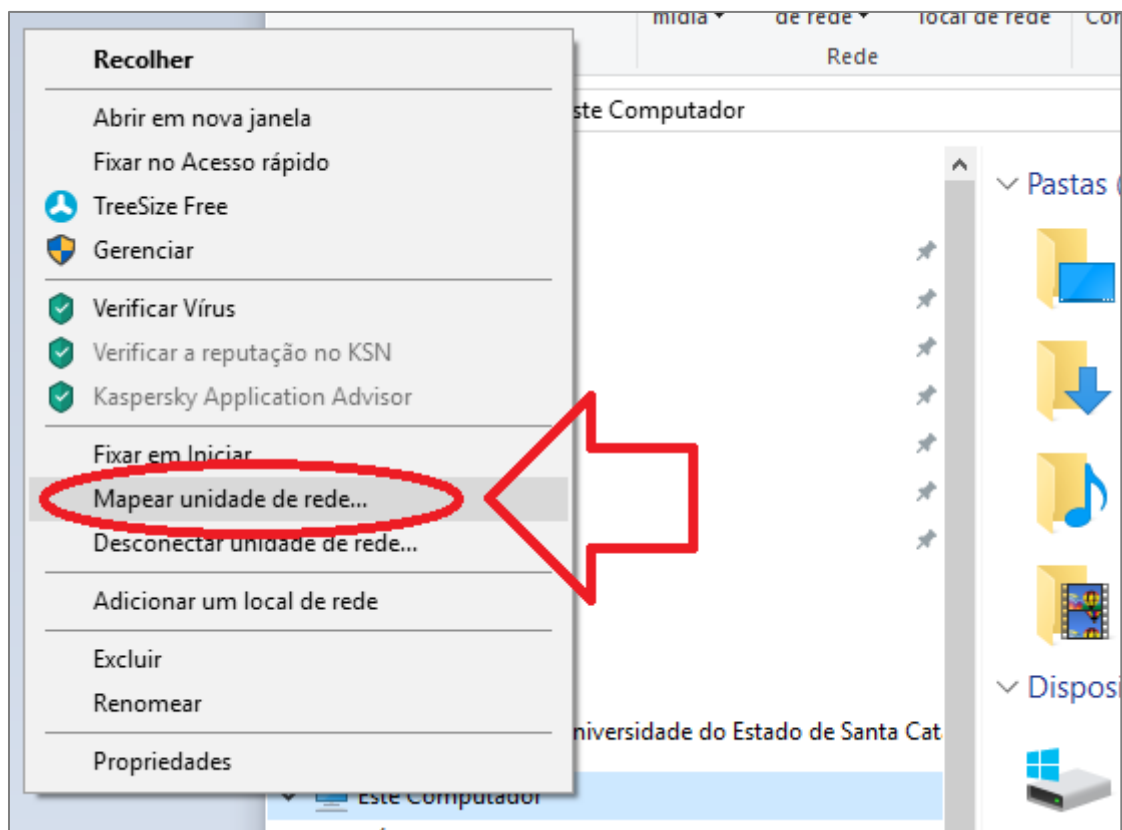 mídia
de rede
local de rede
Rede
Recolher
Abrir em nova janela
ste Computador
Fixar no Acesso rápido
TreeSize Free
Pastas (
Gerenciar
Verificar Vírus
Verificar a reputação no KSN
Kaspersky Application Advisor
Fixar em Iniciar
Mapear unidade de rede...
Desconectar unidade de rede...
Adicionar um local de rede
Excluir
Renomear
Disposi
niversidade do Estado de Santa Cat
Propriedades
Este Computador